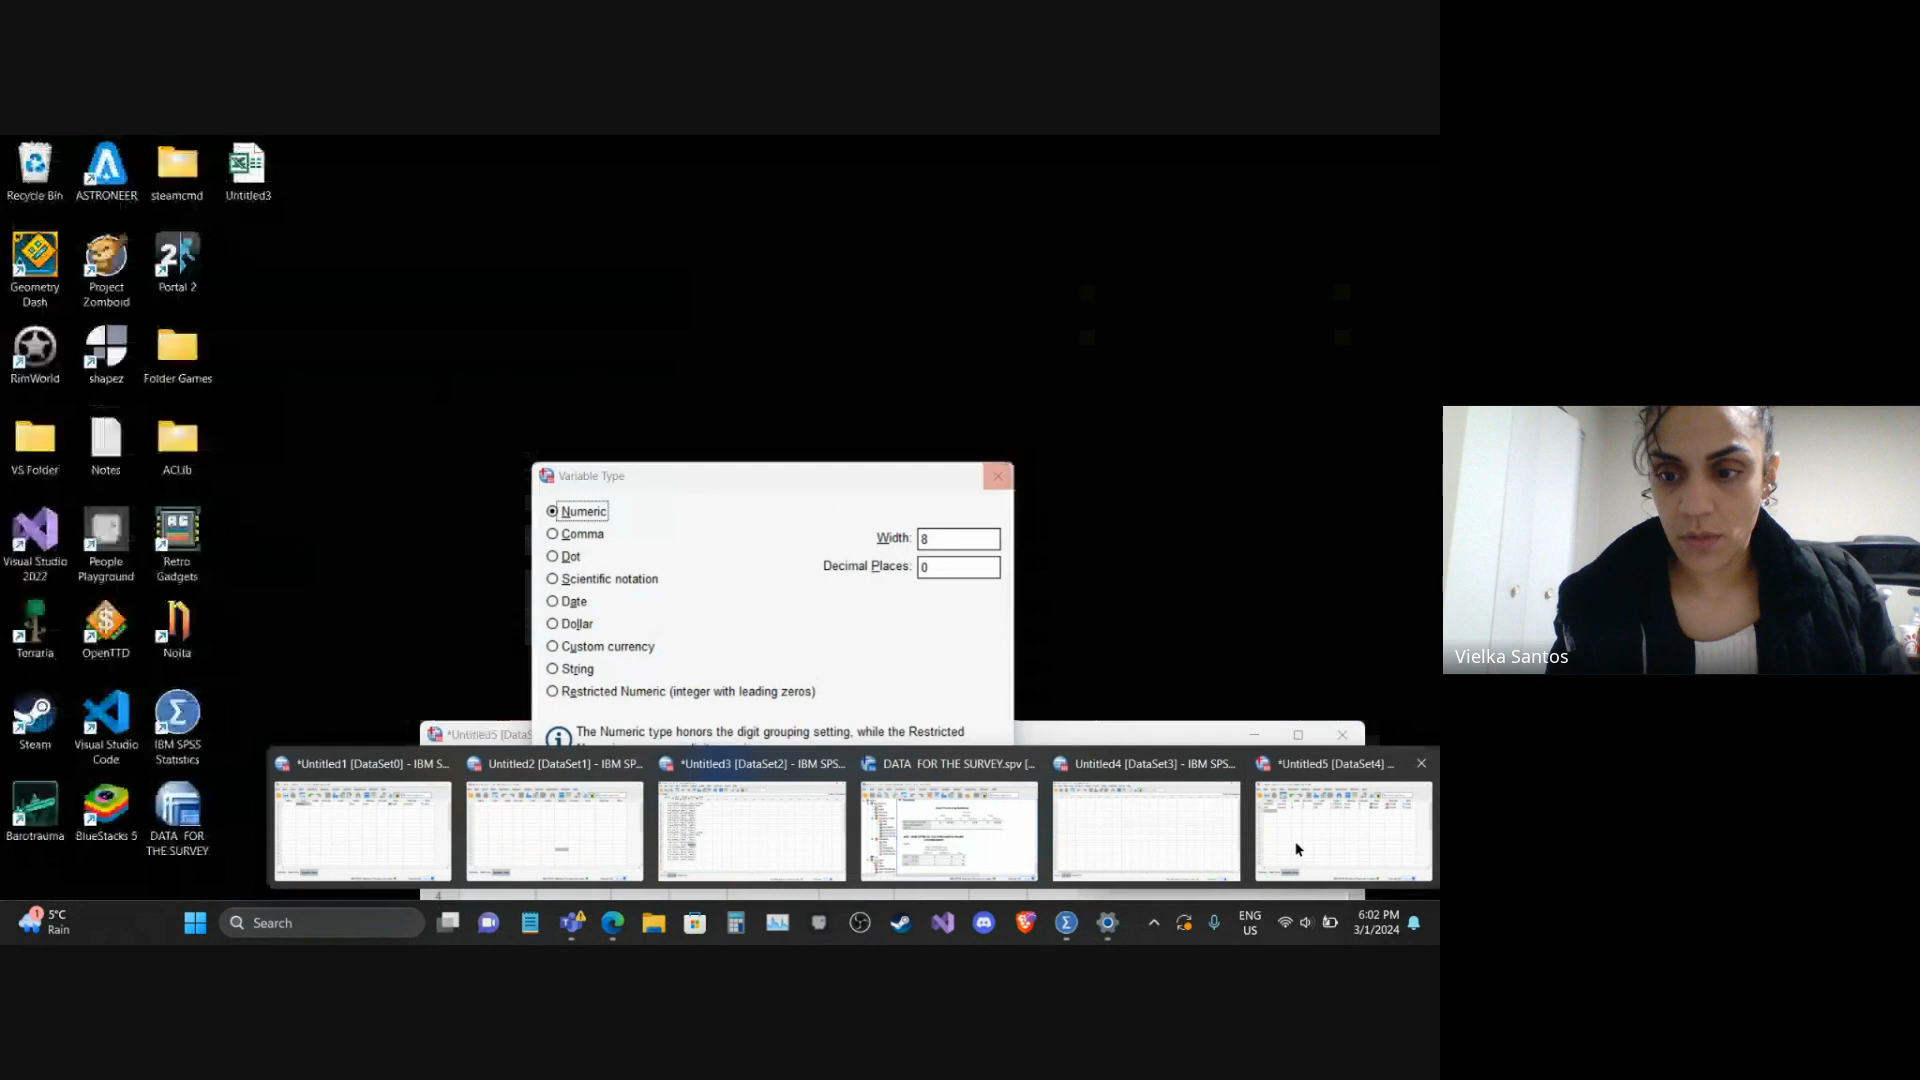 Recycle Bin
ASTRONEER
steamcmd
Untitled3
Geometry
Dash
Project
Zomboid
Portal 2
RimWorld
shapez
Folder Games
VS Folder
Notes
ACLib
Visual Studio
2022
People
Playground
Retro
Gadgets
Terraria
OpenTTD
Noita
Steam
Visual Studio
Code
IBM SPSS
Statistics
Barotrauma
BlueStacks 5
DATA FOR
THE SURVEY
Variable Type
Numeric
Comma
Dot
Scientific notation
Date
Dollar
Custom currency
String
Restricted Numeric (integer with leading zeros)
Width: 8
Decimal Places: 0
The Numeric type honors the digit grouping setting, while the Restricted
*Untitled5 [DataS
*Untitled1 [DataSet0] - IBM S...
Untitled2 [DataSet1] - IBM SP...
*Untitled3 [DataSet2] - IBM SPS...
DATA FOR THE SURVEY.spv [...
Untitled4 [DataSet3] - IBM SPS...
*Untitled5 [DataSet4] ...
4
1
5°C
Rain
Search
ENG
US
6:02 PM
3/1/2024
Vielka Santos